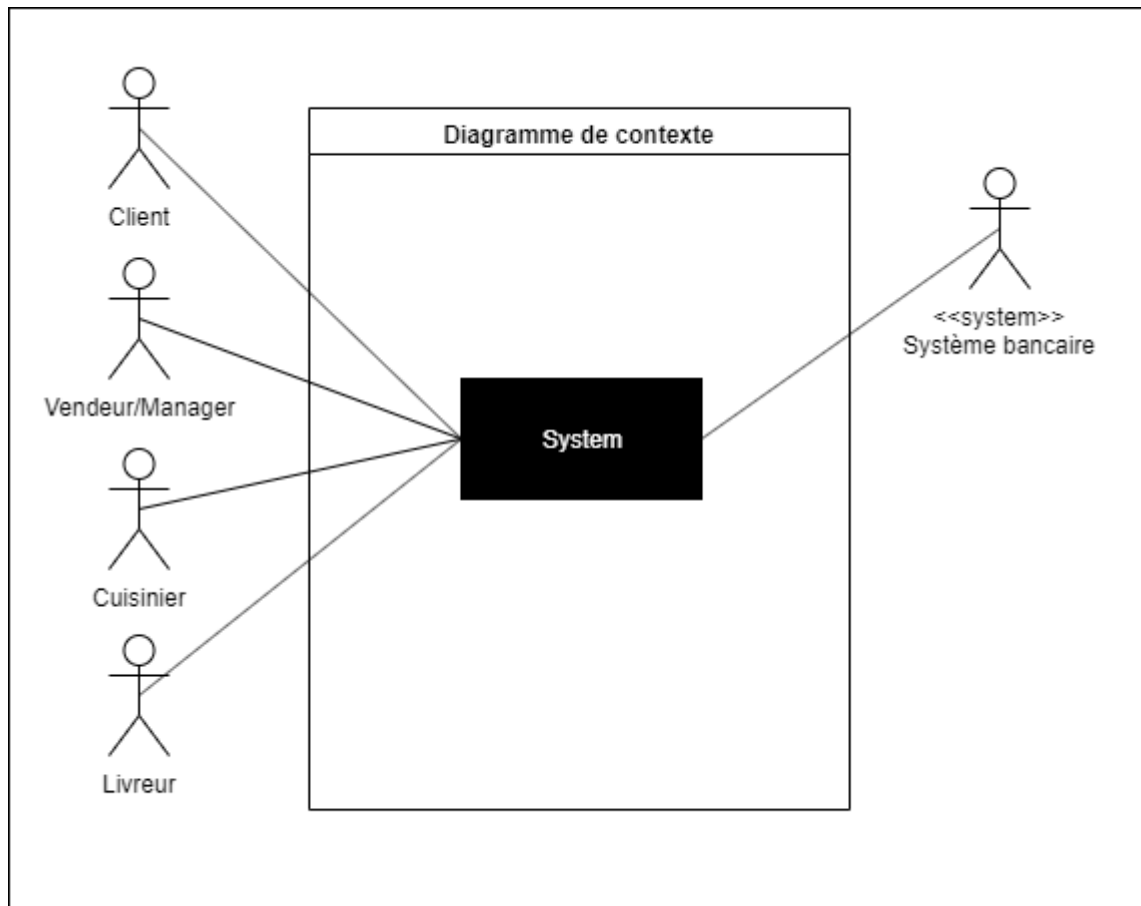 Diagramme de contexte
Client
Vendeur/Manager
Cuisinier
Livreur
System
<<system>>
Système bancaire